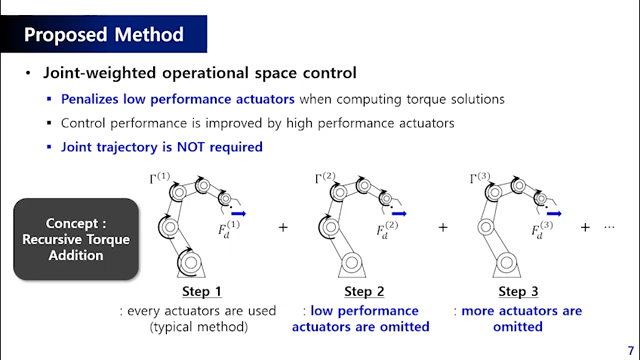 Proposed Method
• Joint-weighted operational space control
▪ Penalizes low performance actuators when computing torque solutions
▪ Control performance is improved by high performance actuators
▪ Joint trajectory is NOT required
Concept :
Recursive Torque
Addition
Γ⁽¹⁾
F_d⁽¹⁾
+
Γ⁽²⁾
F_d⁽²⁾
+
Γ⁽³⁾
F_d⁽³⁾
+ ···
Step 1
: every actuators are used
(typical method)
Step 2
: low performance
actuators are omitted
Step 3
: more actuators are
omitted
7